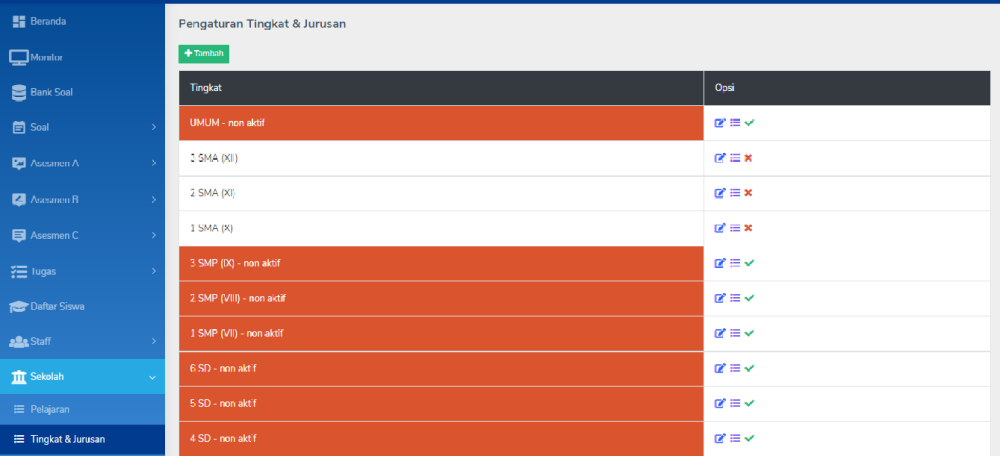 Beranda
Monitor
Bank Soal
Soal
Asesmen A
Asesmen B
Asesmen C
Tugas
Daftar Siswa
Staff
Sekolah
Pelajaran
Tingkat & Jurusan
Pengaturan Tingkat & Jurusan
Tambah
Tingkat Opsi
UMUM - non aktif
3 SMA (XII)
2 SMA (XI)
1 SMA (X)
3 SMP (IX) - non aktif
2 SMP (VIII) - non aktif
1 SMP (VII) - non aktif
6 SD - non aktif
5 SD - non aktif
4 SD - non aktif